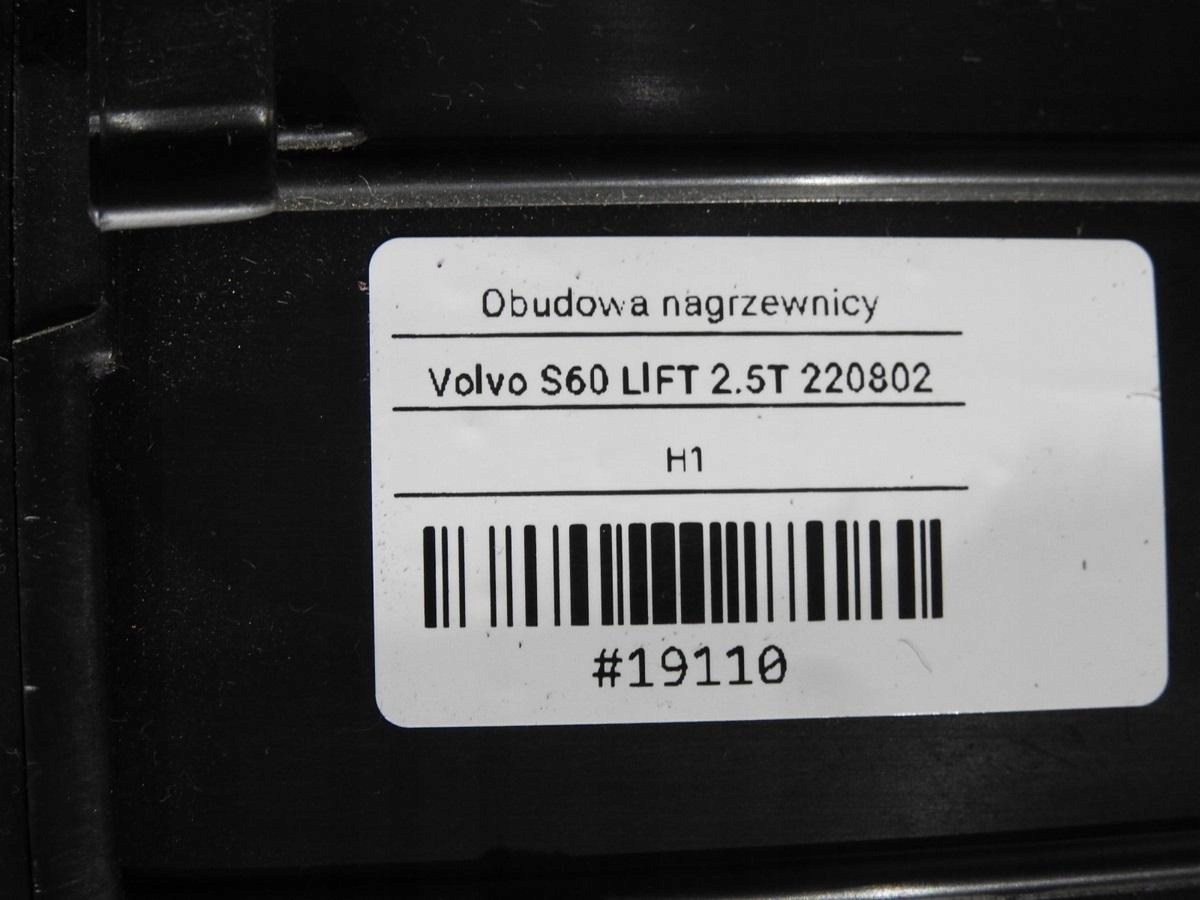 Obudowa nagrzewnicy
Volvo S60 LIFT 2.5T 220802
H1
#19110